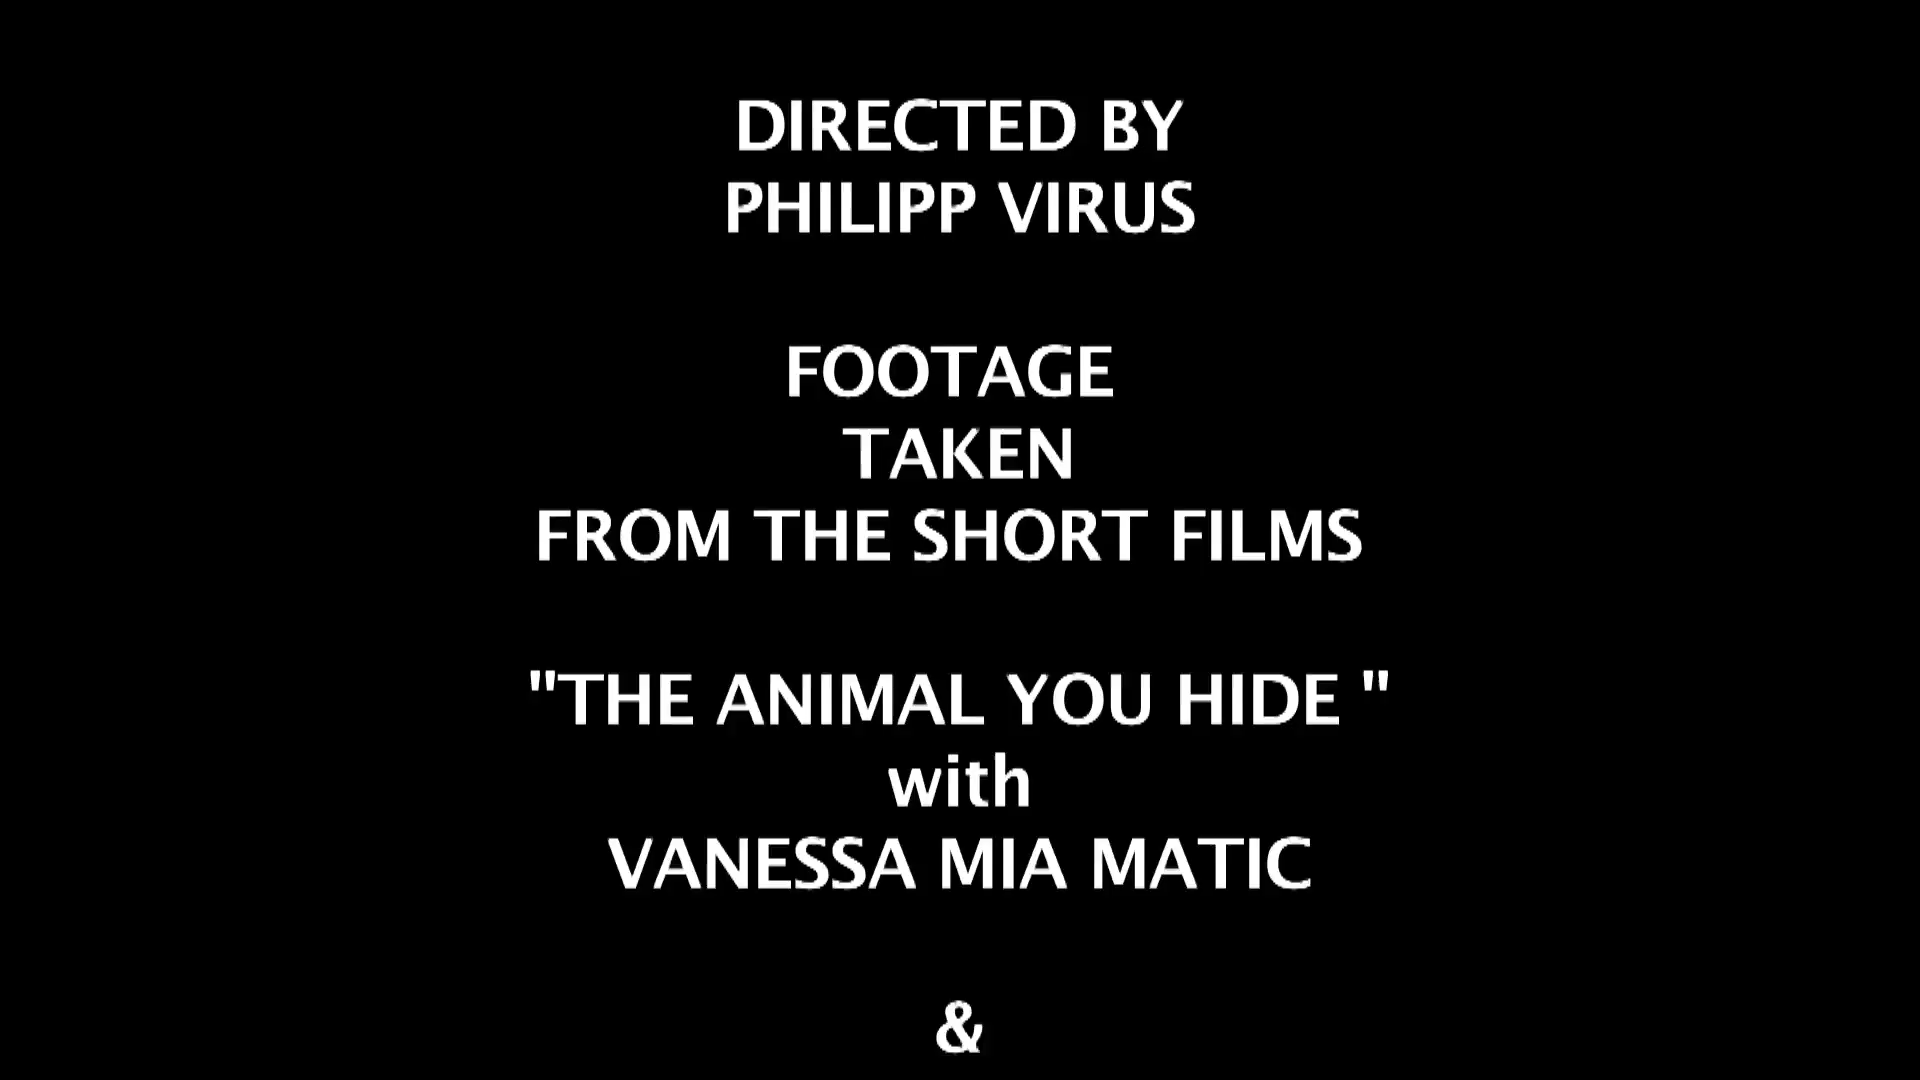 DIRECTED BY
PHILIPP VIRUS
FOOTAGE
TAKEN
FROM THE SHORT FILMS
"THE ANIMAL YOU HIDE "
with
VANESSA MIA MATIC
&